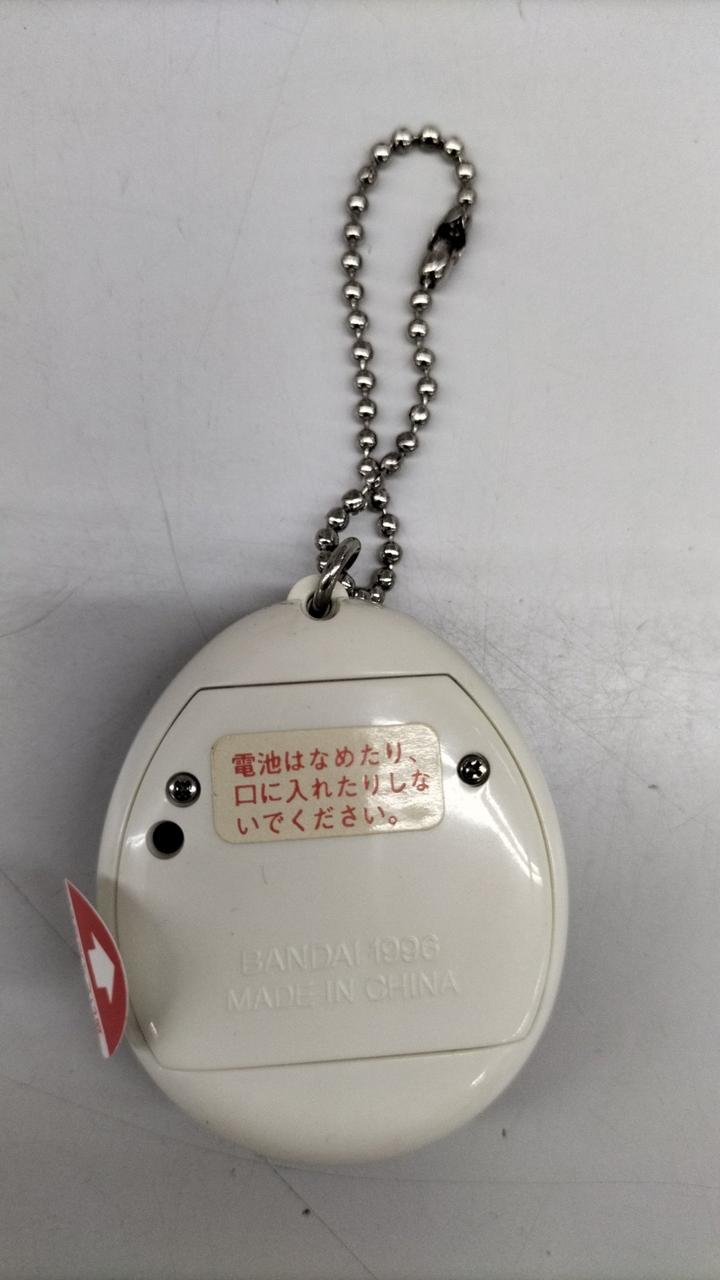 電池はなめたり、
口に入れたりしな
いでください。
BANDAI 1996
MADE IN CHINA